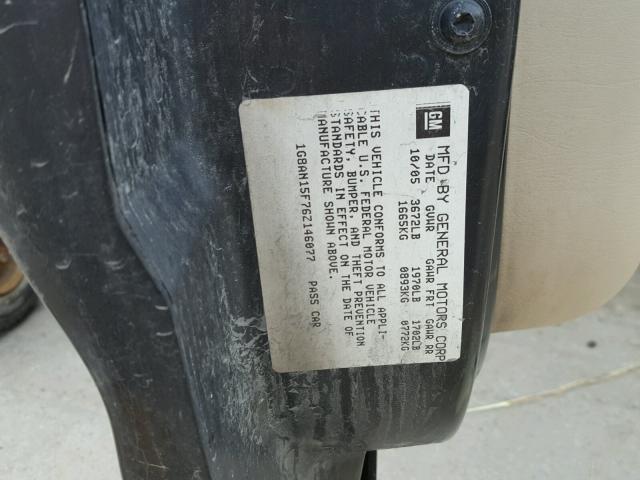 GM
MFD BY GENERAL MOTORS CORP
DATE GVWR GAWR FRT GAWR RR
10/05 3672LB 1970LB 1702LB
1665KG 0893KG 0772KG
THIS VEHICLE CONFORMS TO ALL APPLI-
CABLE U.S. FEDERAL MOTOR VEHICLE
SAFETY, BUMPER, AND THEFT PREVENTION
STANDARDS IN EFFECT ON THE DATE OF
MANUFACTURE SHOWN ABOVE.
1G8AN15F76Z146077 PASS CAR